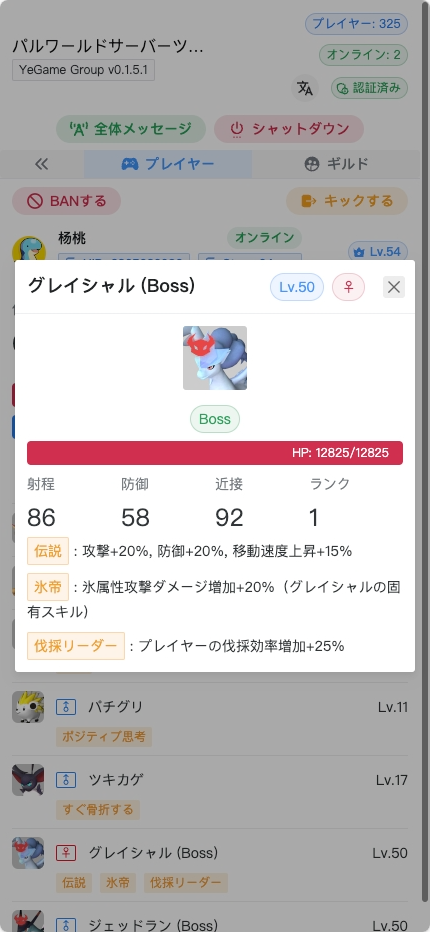 プレイヤー: 325
パルワールドサーバーツ...
オンライン: 2
YeGame Group v0.1.5.1
認証済み
全体メッセージ
シャットダウン
プレイヤー
ギルド
BANする
キックする
杨桃
オンライン
Lv.54
グレイシャル (Boss)
Lv.50
Boss
HP: 12825/12825
射程 防御 近接 ランク
86 58 92 1
伝説 : 攻撃+20%, 防御+20%, 移動速度上昇+15%
氷帝 : 氷属性攻撃ダメージ増加+20%（グレイシャルの固
有スキル）
伐採リーダー : プレイヤーの伐採効率増加+25%
パチグリ Lv.11
ポジティブ思考
ツキカゲ Lv.17
すぐ骨折する
グレイシャル (Boss) Lv.50
伝説 氷帝 伐採リーダー
ジェッドラン (Boss) Lv.50